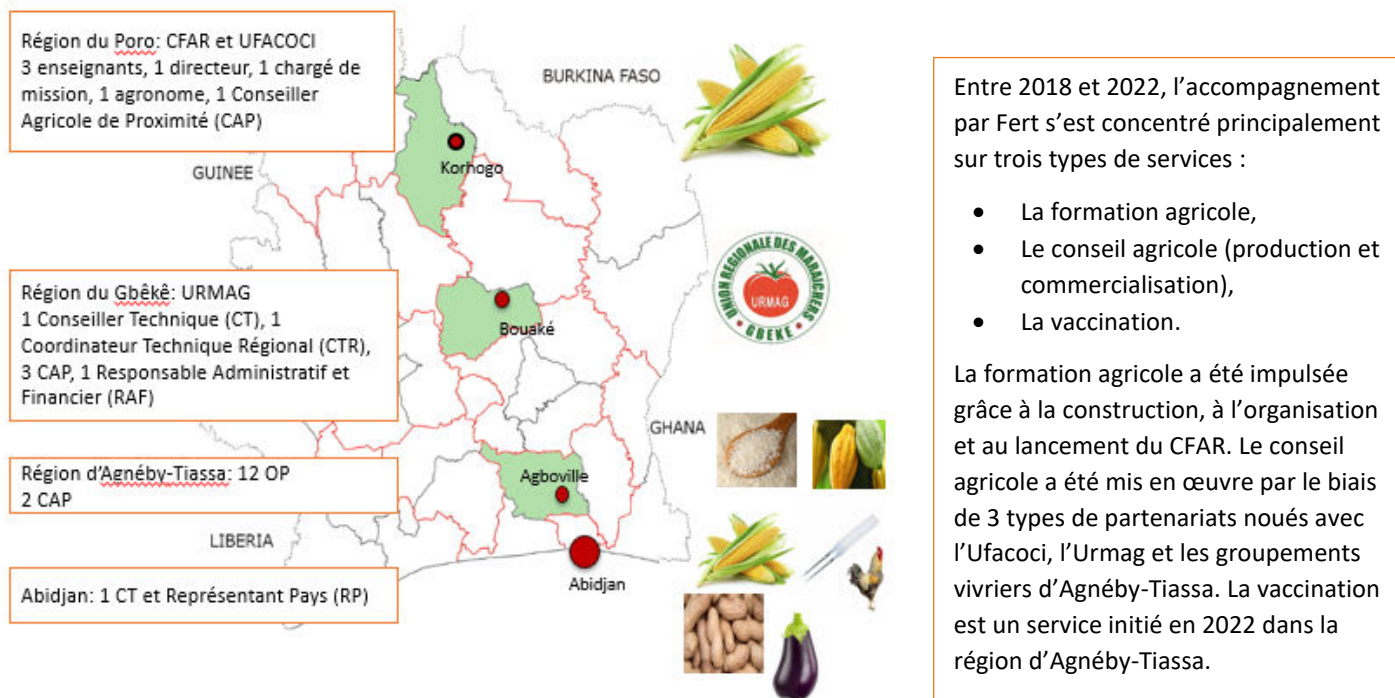 Région du Poro: CFAR et UFACOCI
3 enseignants, 1 directeur, 1 chargé de
mission, 1 agronome, 1 Conseiller
Agricole de Proximité (CAP)
BURKINA FASO
GUINEE
Korhogo
Région du Gbêkê: URMAG
1 Conseiller Technique (CT), 1
Coordinateur Technique Régional (CTR),
3 CAP, 1 Responsable Administratif et
Financier (RAF)
Bouaké
UNION REGIONALE DES MARAICHERS
URMAG
GBEKE
GHANA
Région d'Agnéby-Tiassa: 12 OP
2 CAP
Agboville
LIBERIA
Abidjan: 1 CT et Représentant Pays (RP)
Abidjan
Entre 2018 et 2022, l’accompagnement
par Fert s’est concentré principalement
sur trois types de services :
• La formation agricole,
• Le conseil agricole (production et
commercialisation),
• La vaccination.
La formation agricole a été impulsée
grâce à la construction, à l’organisation
et au lancement du CFAR. Le conseil
agricole a été mis en œuvre par le biais
de 3 types de partenariats noués avec
l’Ufacoci, l’Urmag et les groupements
vivriers d’Agnéby-Tiassa. La vaccination
est un service initié en 2022 dans la
région d’Agnéby-Tiassa.